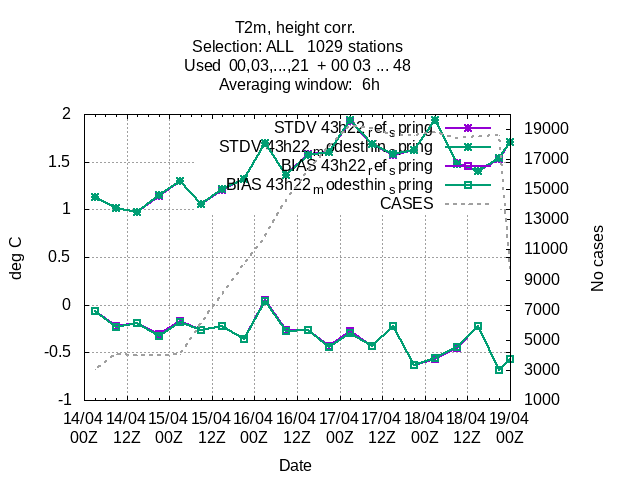 T2m, height corr.
Selection: ALL   1029 stations
Used  00,03,...,21  + 00 03 ... 48
Averaging window:  6h
STDV 43h22_ref_spring
STDV 43h22_modesthin_spring
BIAS 43h22_ref_spring
BIAS 43h22_modesthin_spring
CASES
2
1.5
1
0.5
0
-0.5
-1
deg C
19000
17000
15000
13000
11000
9000
7000
5000
3000
1000
No cases
14/04 14/04 15/04 15/04 16/04 16/04 17/04 17/04 18/04 18/04 19/04
00Z 12Z 00Z 12Z 00Z 12Z 00Z 12Z 00Z 12Z 00Z
Date